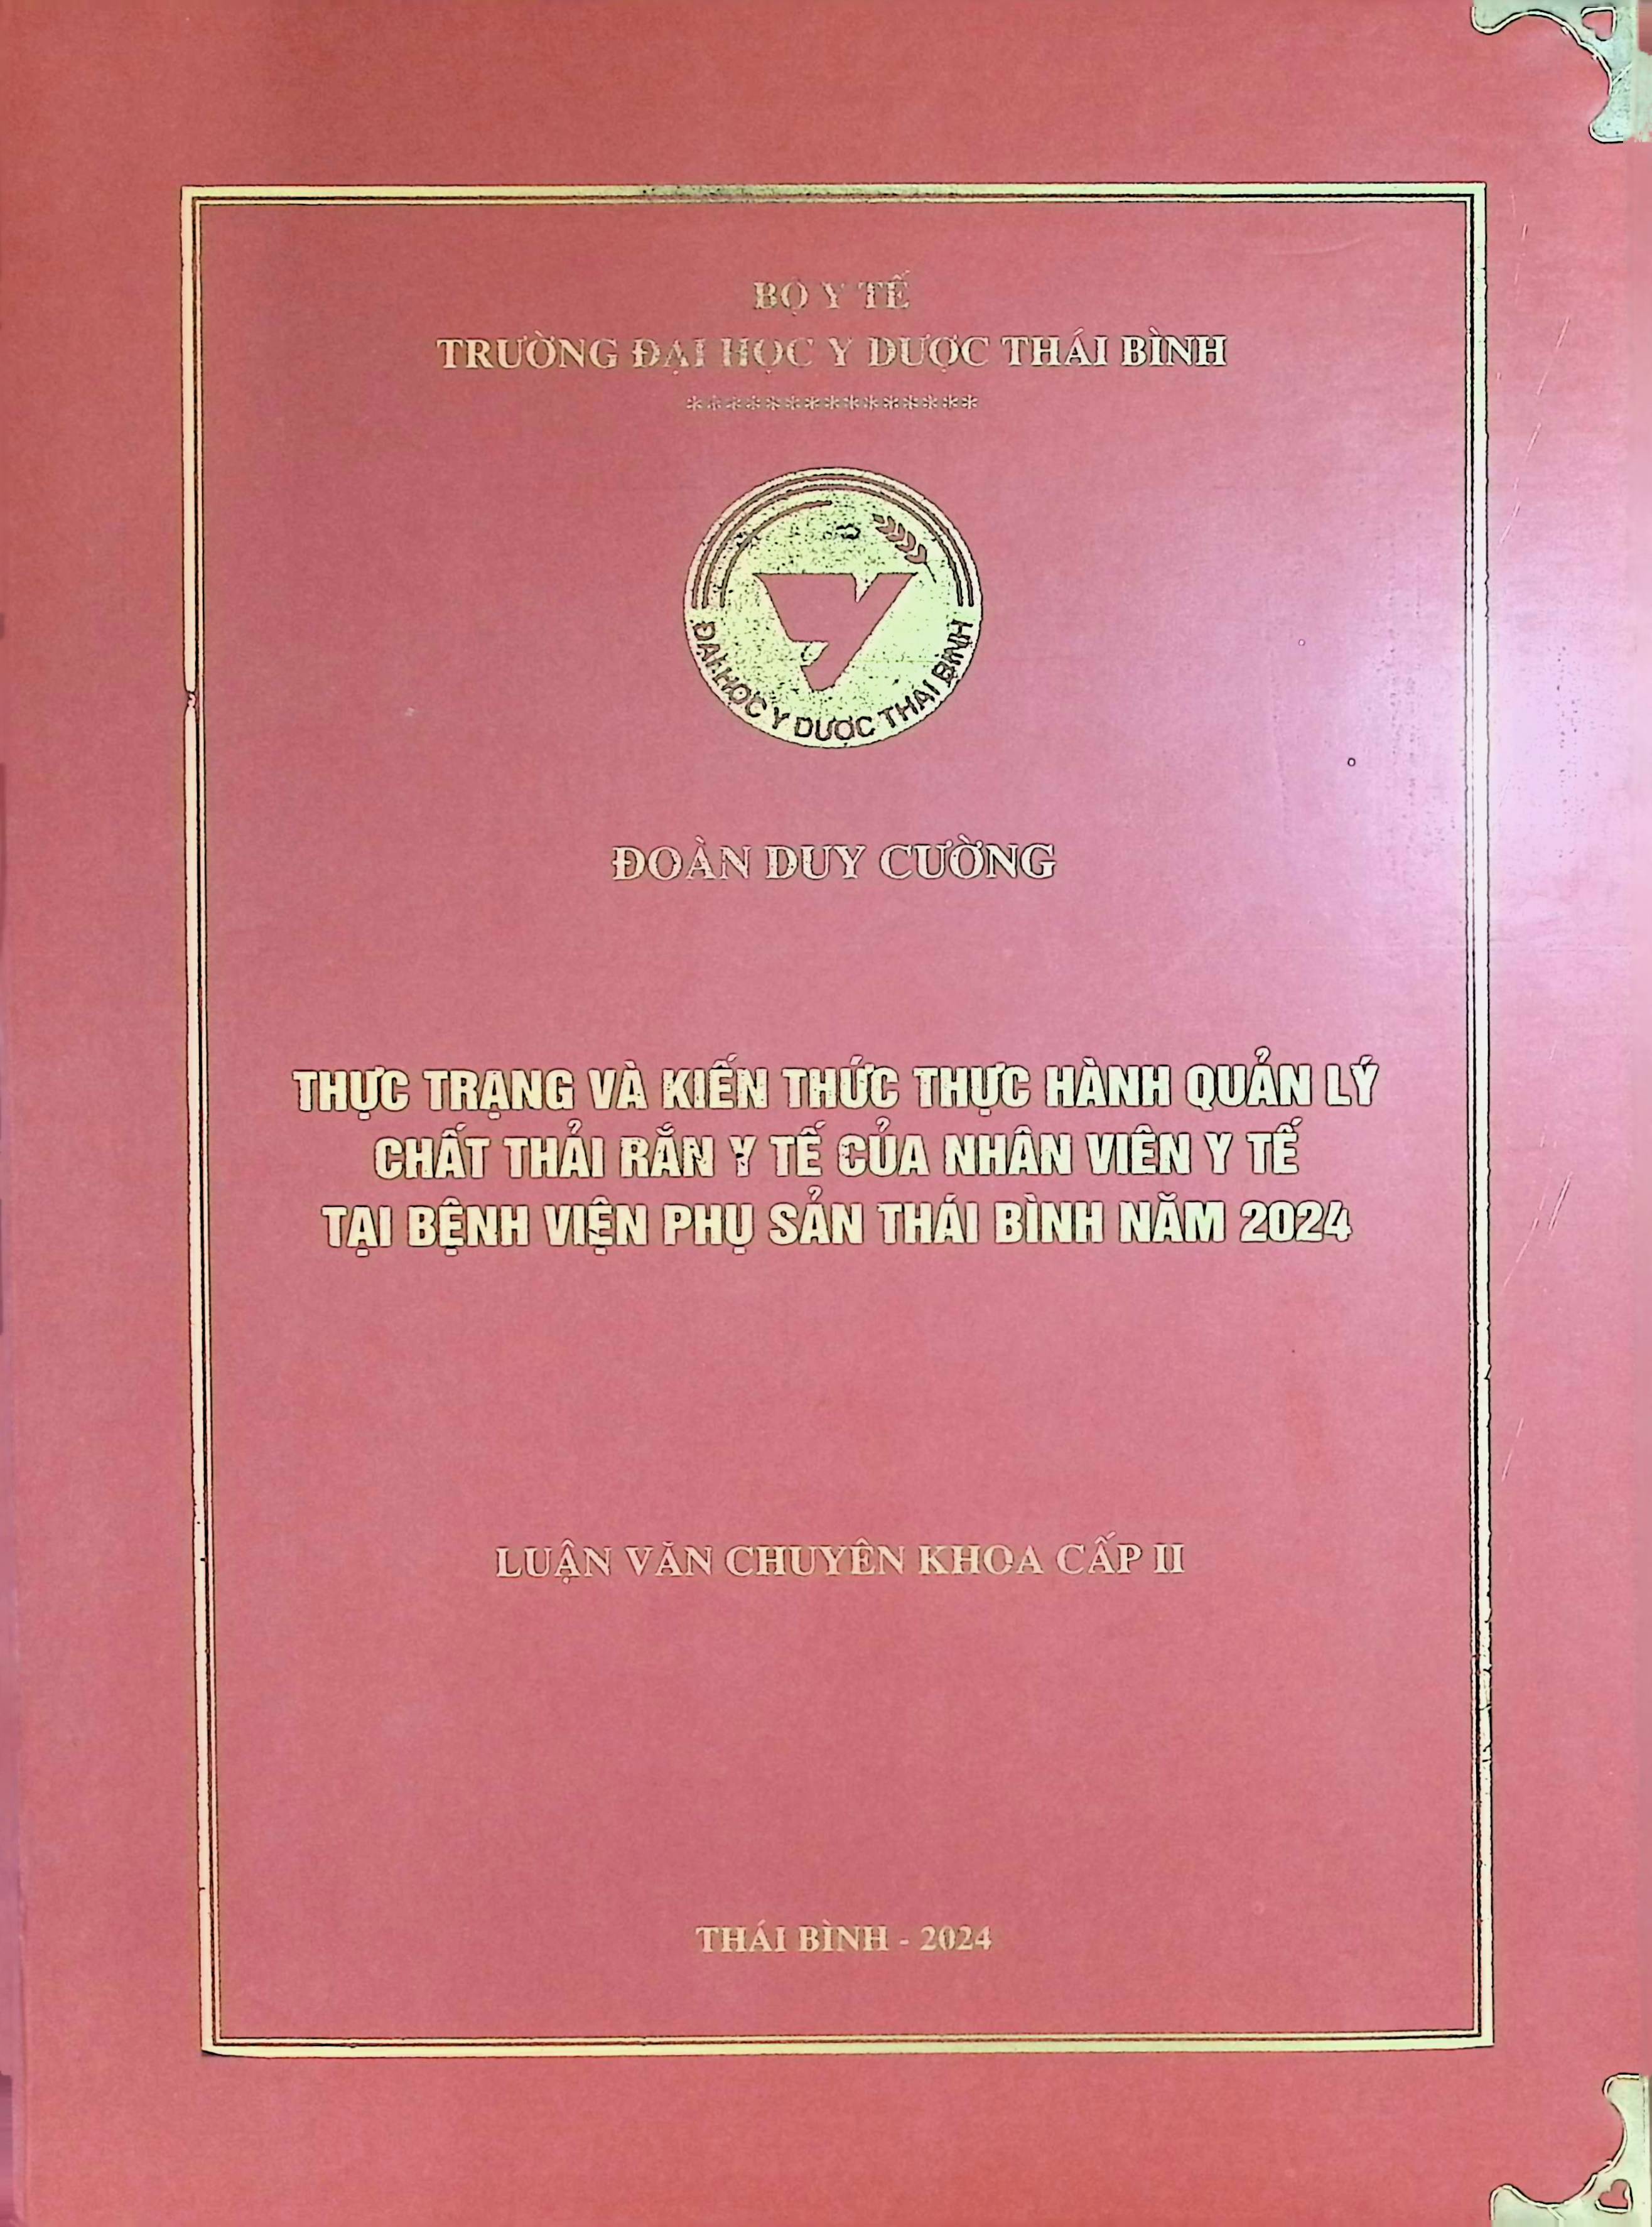 BỘ Y TẾ
TRƯỜNG ĐẠI HỌC Y DƯỢC THÁI BÌNH
***************
ĐẠI HỌC Y DƯỢC THÁI BÌNH
ĐOÀN DUY CƯỜNG
THỰC TRẠNG VÀ KIẾN THỨC THỰC HÀNH QUẢN LÝ
CHẤT THẢI RẮN Y TẾ CỦA NHÂN VIÊN Y TẾ
TẠI BỆNH VIỆN PHỤ SẢN THÁI BÌNH NĂM 2024
LUẬN VĂN CHUYÊN KHOA CẤP II
THÁI BÌNH - 2024